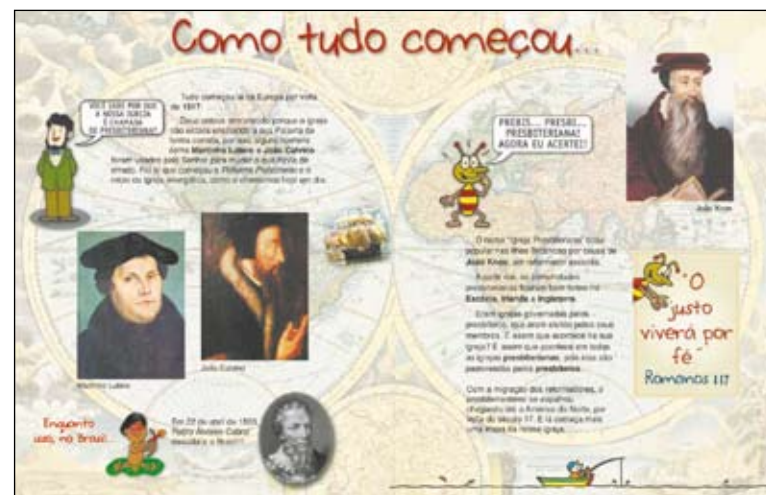 Como tudo começou...
VOCÊ SABE POR QUE
A NOSSA IGREJA
É CHAMADA
DE PRESBITERIANA?
Tudo começou lá na Europa por volta
de 1517.
Deus estava entristecido porque a Igreja
não estava ensinando a sua Palavra da
forma correta, por isso, alguns homens
como Martinho Lutero e João Calvino
foram usados pelo Senhor para mudar o que havia de
errado. Foi aí que começou a Reforma Protestante e o
início da Igreja evangélica, como a chamamos hoje em dia.
Martinho Lutero
João Calvino
Enquanto
isso, no Brasil...
Em 22 de abril de 1500,
Pedro Álvares Cabral
PREBIS... PRESBI...
PRESBITERIANA!
AGORA EU ACERTEI!!
João Knox
O nome "Igreja Presbiteriana" ficou
popular nas Ilhas Britânicas por causa de
João Knox, um reformador escocês.
A partir daí, as comunidades
presbiterianas ficaram bem fortes na
Escócia, Irlanda e Inglaterra.
Eram igrejas governadas pelos
presbíteros, que eram eleitos pelos seus
membros. É assim que acontece na sua
igreja? É assim que acontece em todas
as igrejas presbiterianas, pois elas são
pastoreadas pelos presbíteros.
Com a migração dos reformadores, o
presbiterianismo se espalhou,
chegando até a América do Norte, por
volta do século 17. E lá começa mais
uma etapa da nossa igreja.
"O
justo
viverá por
fé"
Romanos 1:17